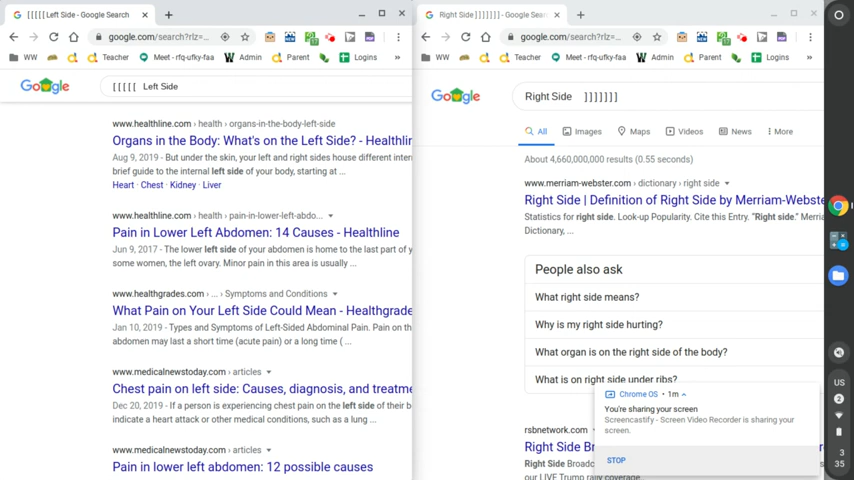 [[[[[ Left Side - Google Search
google.com/search?rlz=...
WW
Teacher
Meet - rfq-ufky-faa
Admin
Parent
Logins
Google
[[[[[  Left Side
www.healthline.com › health › organs-in-the-body-left-side
Organs in the Body: What's on the Left Side? - Healthlin
Aug 9, 2019 - But under the skin, your left and right sides house different inter
brief guide to the internal left side of your body, starting at ...
Heart · Chest · Kidney · Liver
www.healthline.com › health › pain-in-lower-left-abdo...
Pain in Lower Left Abdomen: 14 Causes - Healthline
Jun 9, 2017 - The lower left side of your abdomen is home to the last part of y
some women, the left ovary. Minor pain in this area is usually ...
www.healthgrades.com › ... › Symptoms and Conditions
What Pain on Your Left Side Could Mean - Healthgrade
Jan 10, 2019 - Types and Symptoms of Left-Sided Abdominal Pain. Pain on th
abdomen may last a short time (acute pain) or a long time ( ...
www.medicalnewstoday.com › articles
Chest pain on left side: Causes, diagnosis, and treatme
Dec 20, 2019 - If a person is experiencing chest pain on the left side of their b
indicate a heart attack or other medical conditions, such as a lung ...
www.medicalnewstoday.com › articles
Pain in lower left abdomen: 12 possible causes
Right Side ]]]]]]] - Google Sear
google.com/search?rlz=...
WW
Teacher
Meet - rfq-ufky-faa
Admin
Parent
Logins
Google
Right Side  ]]]]]]]
All
Images
Maps
Videos
News
More
About 4,660,000,000 results (0.55 seconds)
www.merriam-webster.com › dictionary › right side
Right Side | Definition of Right Side by Merriam-Webste
Statistics for right side. Look-up Popularity. Cite this Entry. "Right side." Merria
Dictionary, ...
People also ask
What right side means?
Why is my right side hurting?
What organ is on the right side of the body?
What is on right side under ribs?
rsbnetwork.com
Right Side Br
Right Side Broadc
our LIVE Trump rally coverage.
Chrome OS • 1m
You're sharing your screen
Screencastify - Screen Video Recorder is sharing your
screen.
STOP
US
2
3
35